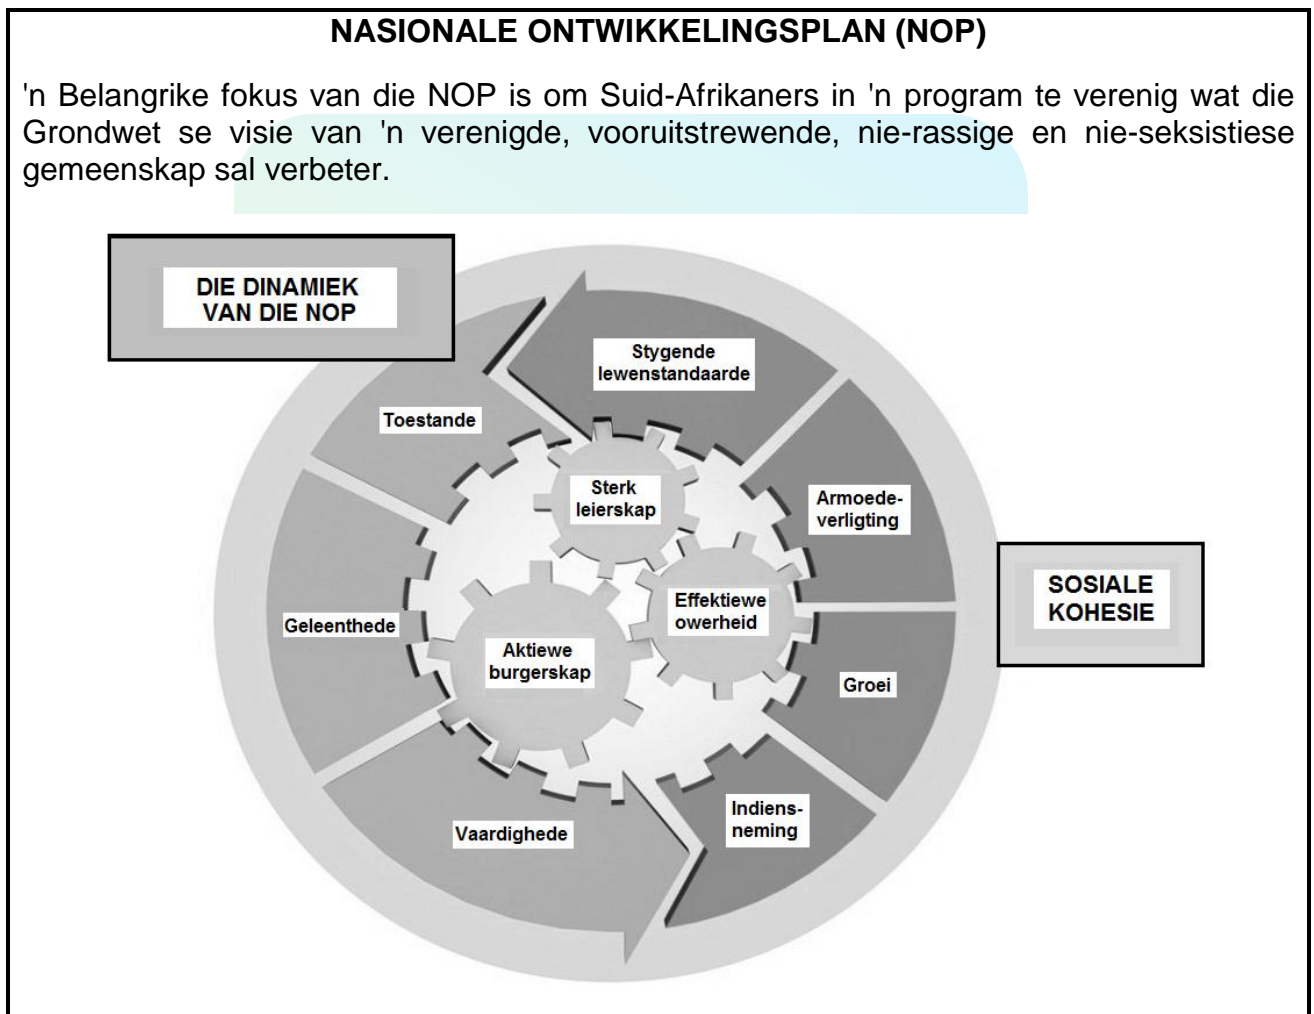 NASIONALE ONTWIKKELINGSPLAN (NOP)
'n Belangrike fokus van die NOP is om Suid-Afrikaners in 'n program te verenig wat die
Grondwet se visie van 'n verenigde, vooruitstrewende, nie-rassige en nie-seksistiese
gemeenskap sal verbeter.
DIE DINAMIEK
VAN DIE NOP
Stygende
lewenstandaarde
Toestande
Sterk
leierskap
Armoede-
verligting
SOSIALE
KOHESIE
Geleenthede
Effektiewe
owerheid
Aktiewe
burgerskap
Groei
Indiens-
neming
Vaardighede